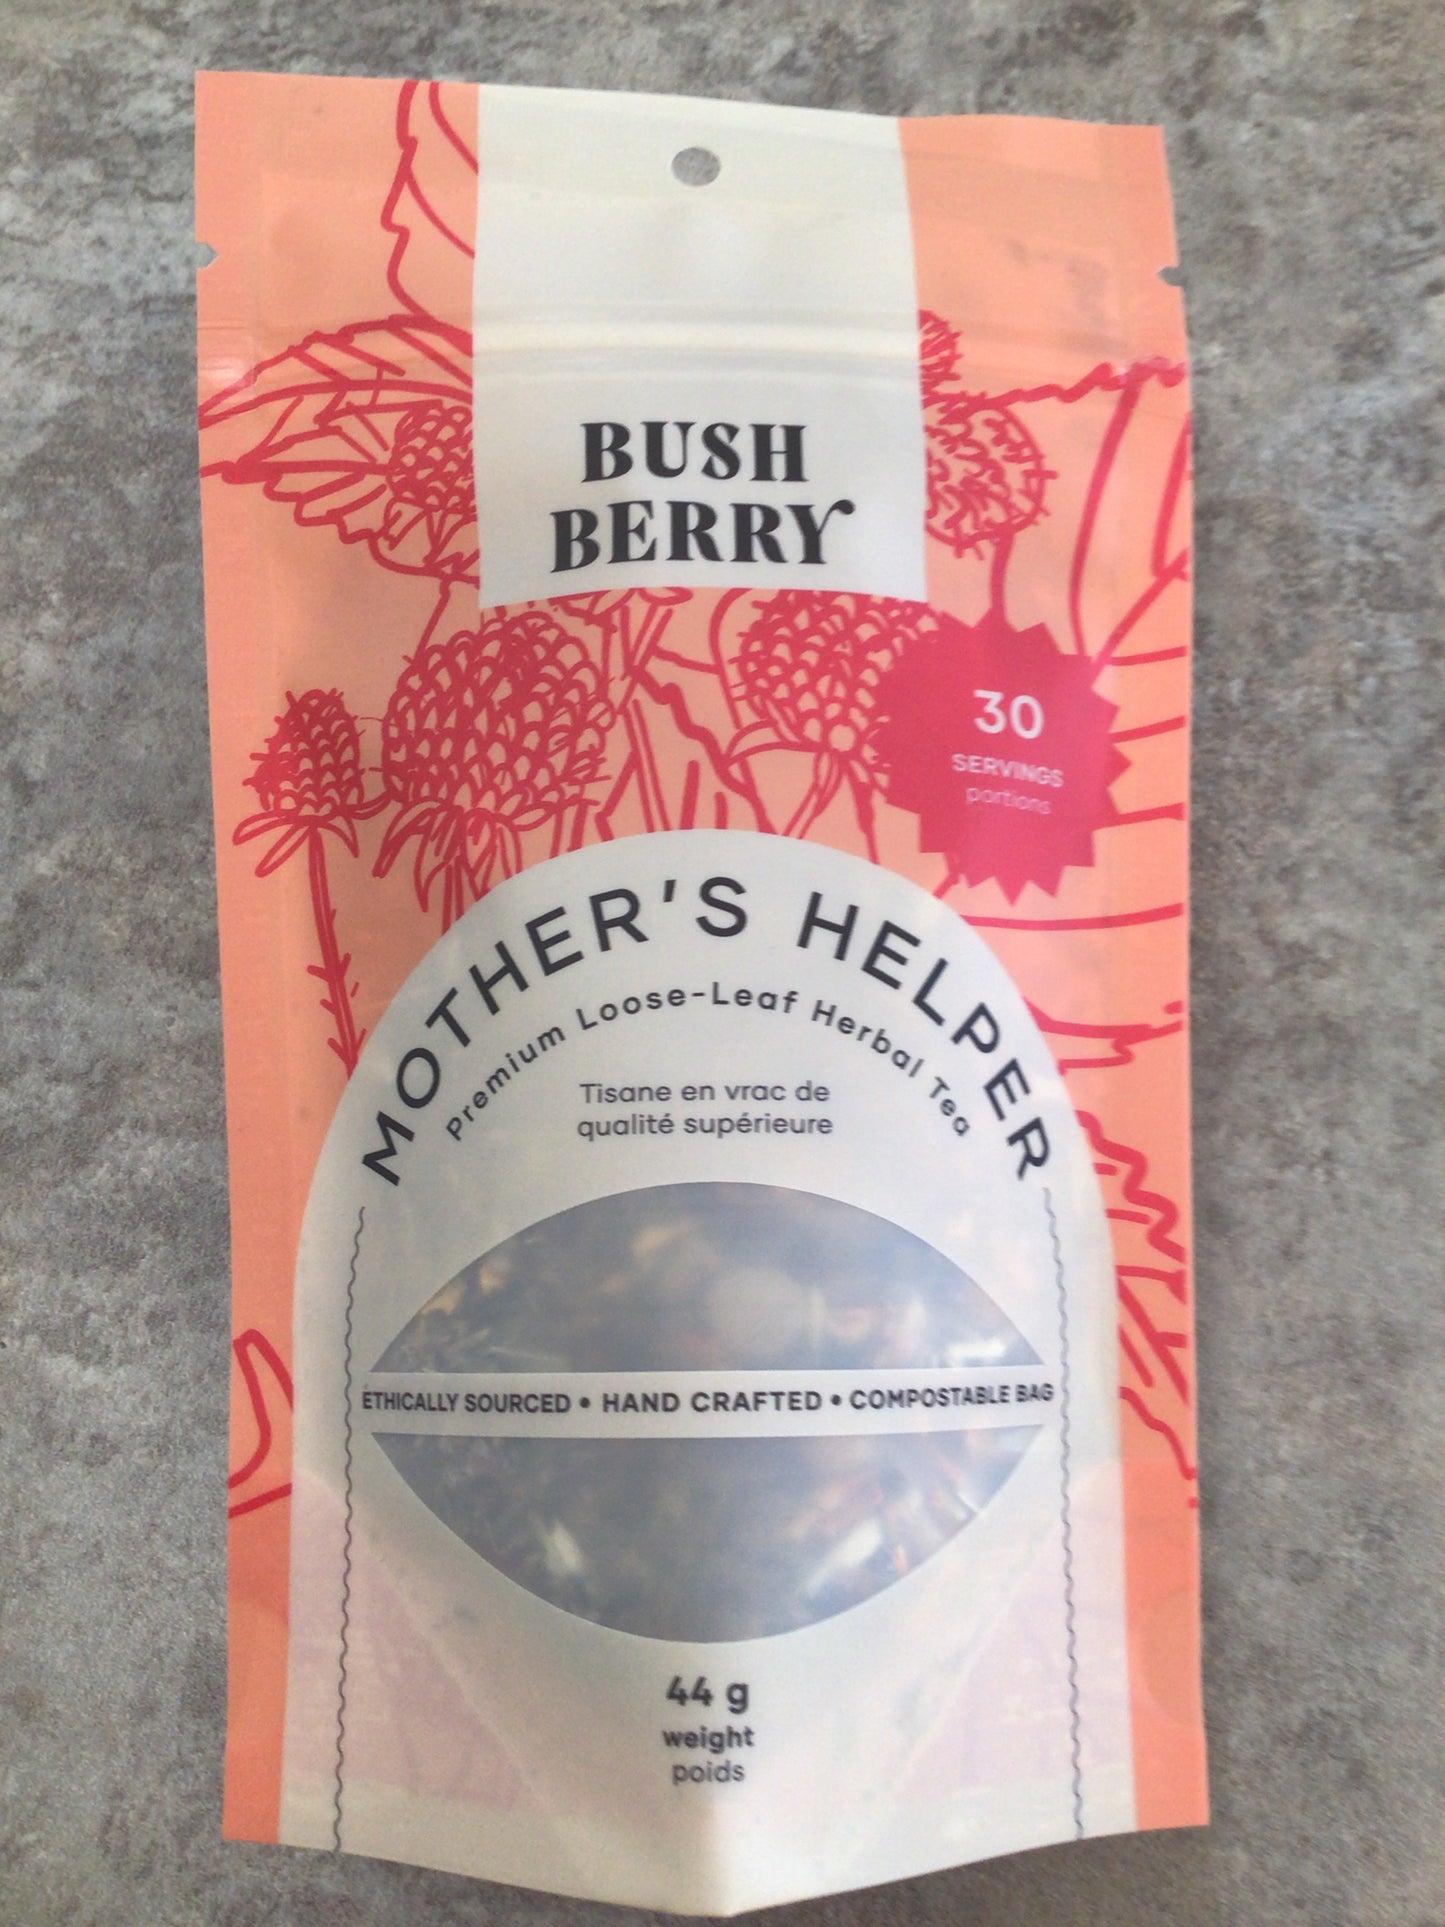 BUSH
BERRY
30
SERVINGS
portions
MOTHER'S HELPER
Premium Loose-Leaf Herbal Tea
Tisane en vrac de
qualité supérieure
ETHICALLY SOURCED • HAND CRAFTED • COMPOSTABLE BAG
44 g
weight
poids